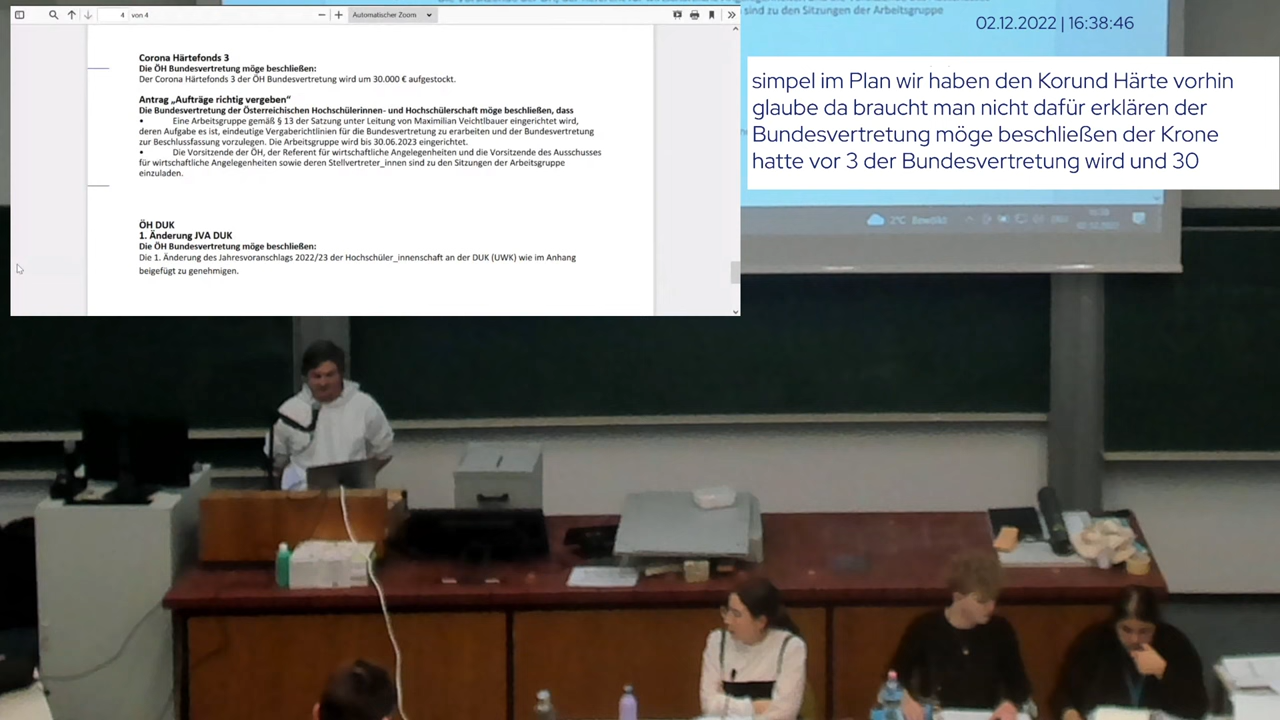 4 von 4
Automatischer Zoom
Corona Härtefonds 3
Die ÖH Bundesvertretung möge beschließen:
Der Corona Härtefonds 3 der ÖH Bundesvertretung wird um 30.000 € aufgestockt.
Antrag „Aufträge richtig vergeben“
Die Bundesvertretung der Österreichischen Hochschülerinnen- und Hochschülerschaft möge beschließen, dass
• Eine Arbeitsgruppe gemäß § 13 der Satzung unter Leitung von Maximilian Veichtlbauer eingerichtet wird,
deren Aufgabe es ist, eindeutige Vergaberichtlinien für die Bundesvertretung zu erarbeiten und der Bundesvertretung
zur Beschlussfassung vorzulegen. Die Arbeitsgruppe wird bis 30.06.2023 eingerichtet.
• Die Vorsitzende der ÖH, der Referent für wirtschaftliche Angelegenheiten und die Vorsitzende des Ausschusses
für wirtschaftliche Angelegenheiten sowie deren Stellvertreter_innen sind zu den Sitzungen der Arbeitsgruppe
einzuladen.
ÖH DUK
1. Änderung JVA DUK
Die ÖH Bundesvertretung möge beschließen:
Die 1. Änderung des Jahresvoranschlags 2022/23 der Hochschüler_innenschaft an der DUK (UWK) wie im Anhang
beigefügt zu genehmigen.
sind zu den Sitzungen der Arbeitsgruppe
02.12.2022 | 16:38:46
simpel im Plan wir haben den Korund Härte vorhin
glaube da braucht man nicht dafür erklären der
Bundesvertretung möge beschließen der Krone
hatte vor 3 der Bundesvertretung wird und 30
2°C